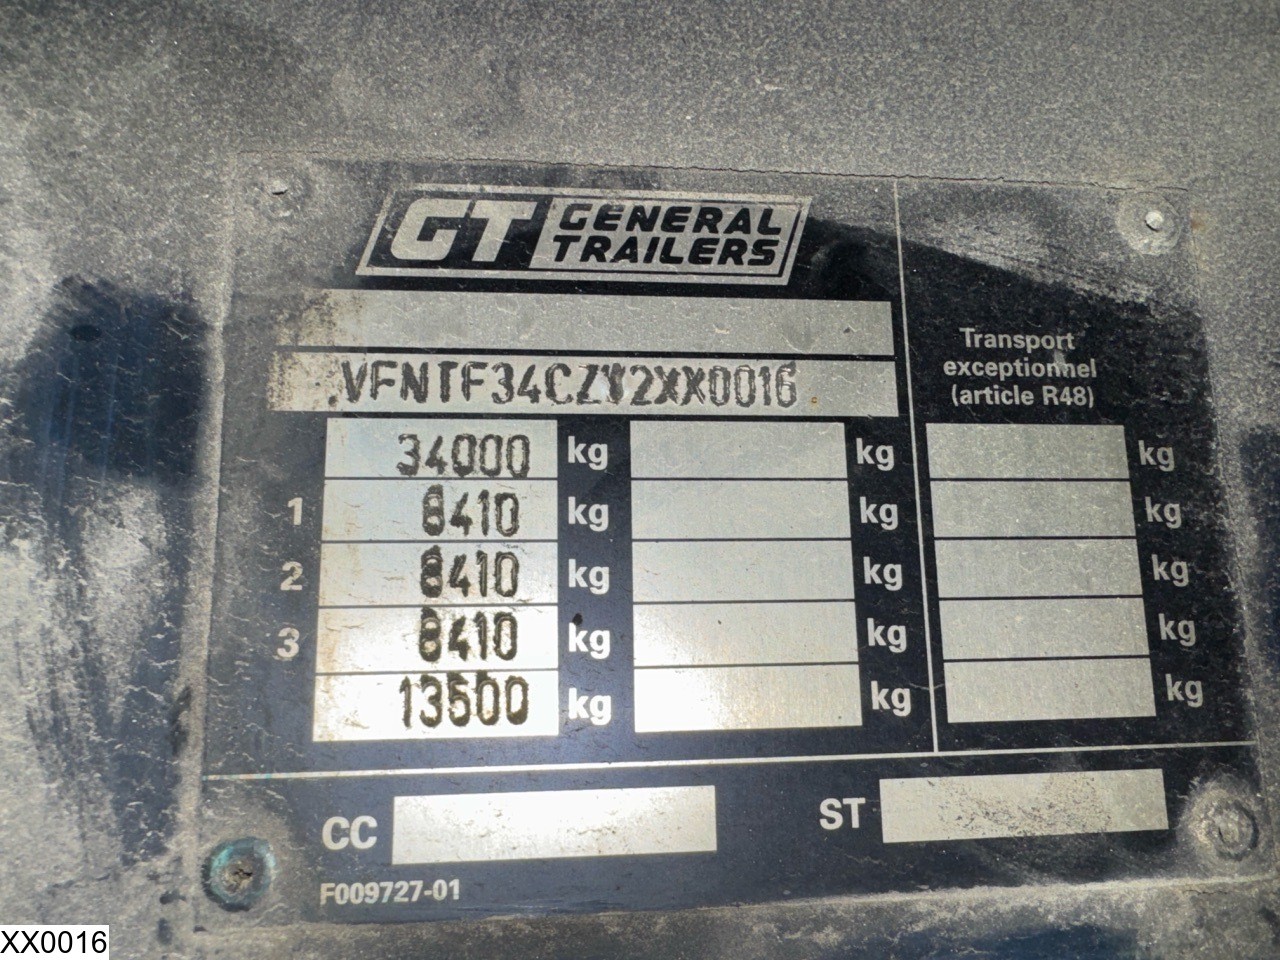 GT GENERAL
TRAILERS
Transport
exceptionnel
(article R48)
VFNTF34CZY2XX0016
34000 kg kg kg
1 8410 kg kg kg
2 8410 kg kg kg
3 8410 kg kg kg
13500 kg kg kg
CC ST
F009727-01
XX0016